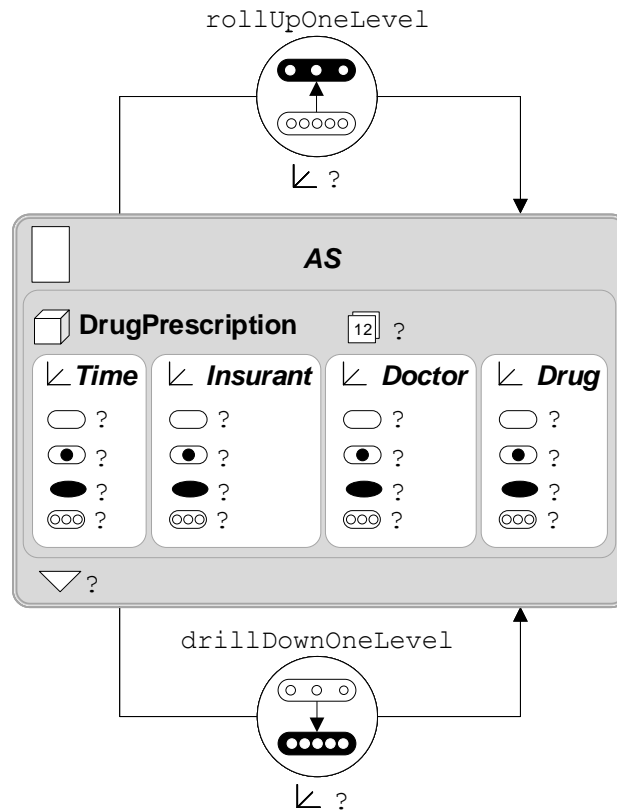 rollUpOneLevel
?
AS
DrugPrescription 12 ?
Time Insurant Doctor Drug
? ? ? ?
? ? ? ?
? ? ? ?
? ? ? ?
?
drillDownOneLevel
?